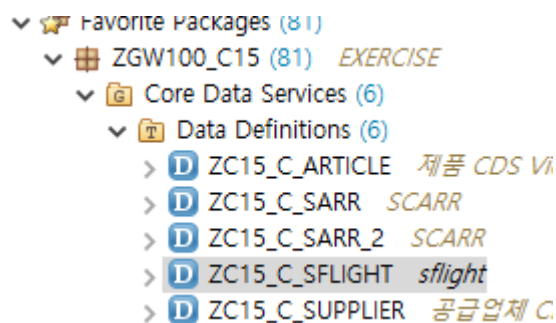 Favorite Packages (81)
ZGW100_C15 (81) EXERCISE
Core Data Services (6)
Data Definitions (6)
ZC15_C_ARTICLE 제품 CDS
ZC15_C_SARR SCARR
ZC15_C_SARR_2 SCARR
ZC15_C_SFLIGHT sflight
ZC15_C_SUPPLIER 공급업체